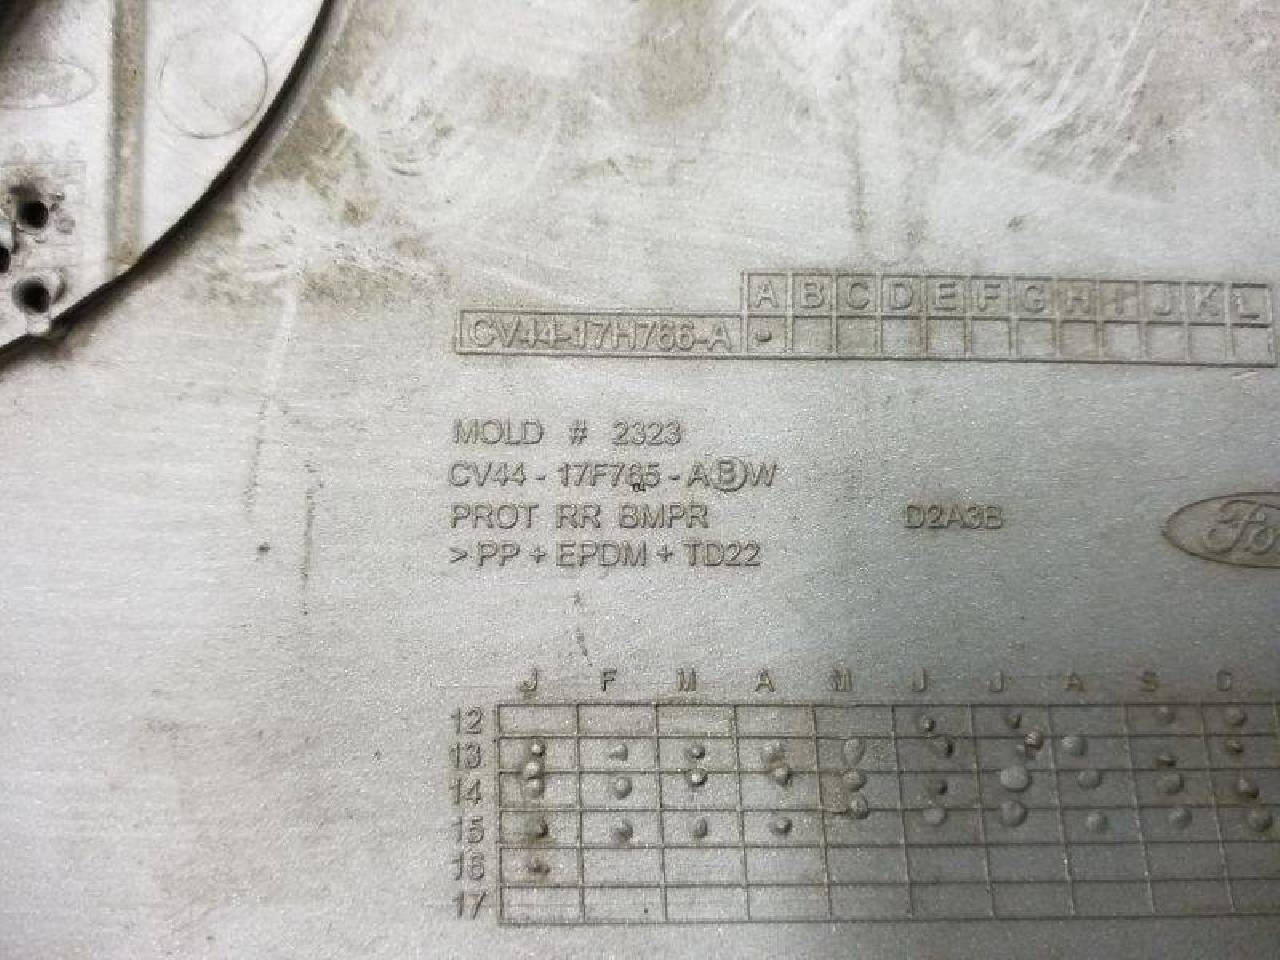 A B C D E F G H I J K L
CV44-17H766-A -
MOLD # 2323
CV44 - 17F765 - A B W
PROT RR BMPR D2A3B
>PP + EPDM + TD22
J F M A M J J A S O
12
13
14
15
16
17